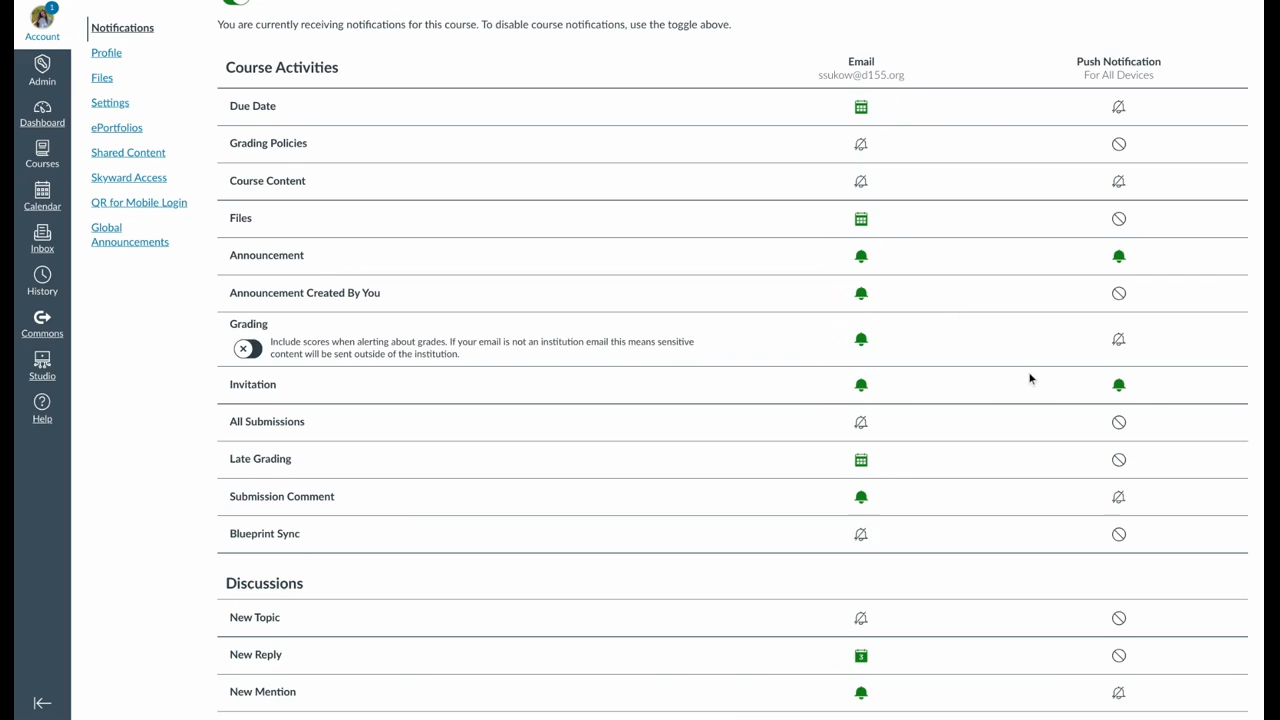 1
Account
Admin
Dashboard
Courses
Calendar
Inbox
History
Commons
Studio
Help
Notifications
Profile
Files
Settings
ePortfolios
Shared Content
Skyward Access
QR for Mobile Login
Global
Announcements
You are currently receiving notifications for this course. To disable course notifications, use the toggle above.
Course Activities
Email
ssukow@d155.org
Push Notification
For All Devices
Due Date
Grading Policies
Course Content
Files
Announcement
Announcement Created By You
Grading
Include scores when alerting about grades. If your email is not an institution email this means sensitive
content will be sent outside of the institution.
Invitation
All Submissions
Late Grading
Submission Comment
Blueprint Sync
Discussions
New Topic
New Reply
3
New Mention